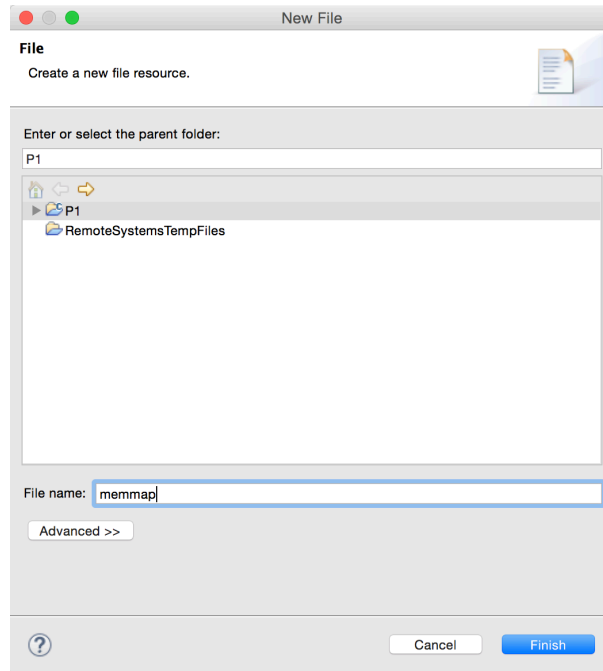 New File
File
Create a new file resource.
Enter or select the parent folder:
P1
P1
RemoteSystemsTempFiles
File name: memmap
Advanced >>
? Cancel Finish